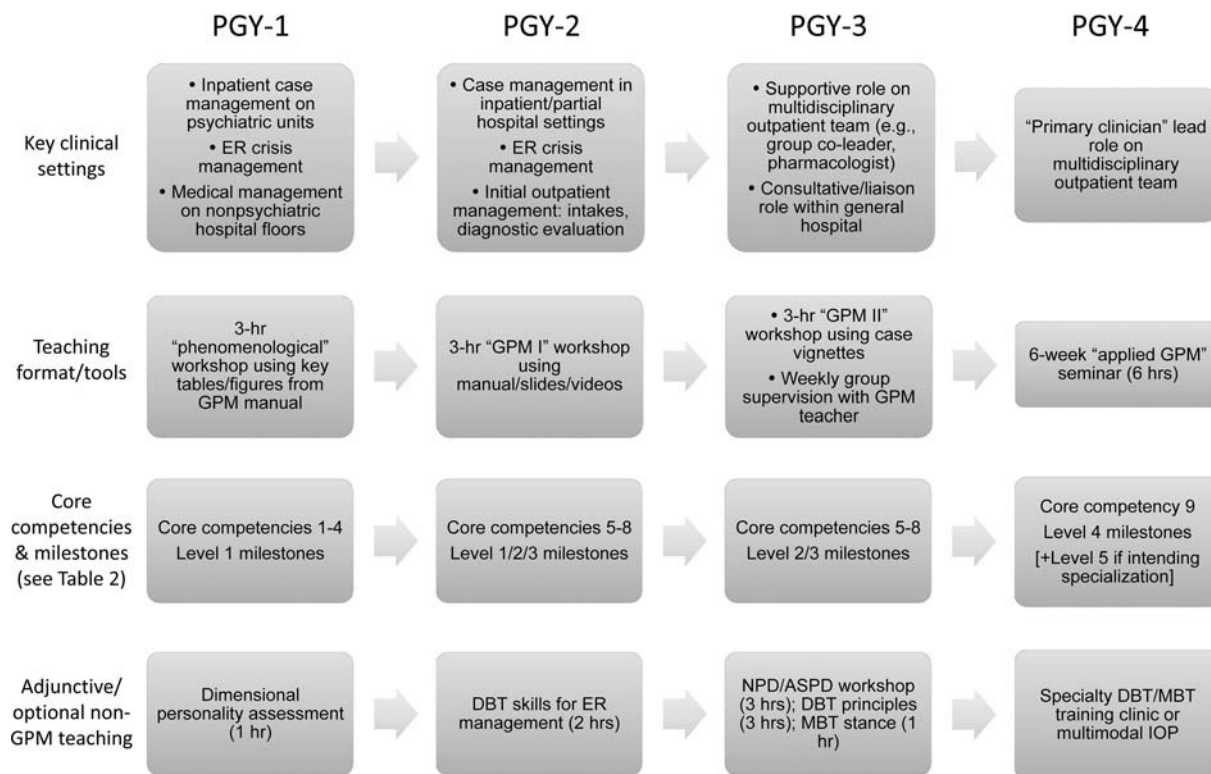 PGY-1
PGY-2
PGY-3
PGY-4
Key clinical
settings
• Inpatient case
management on
psychiatric units
• ER crisis
management
• Medical management
on nonpsychiatric
hospital floors
• Case management in
inpatient/partial
hospital settings
• ER crisis
management
• Initial outpatient
management: intakes,
diagnostic evaluation
• Supportive role on
multidisciplinary
outpatient team (e.g.,
group co-leader,
pharmacologist)
• Consultative/liaison
role within general
hospital
“Primary clinician” lead
role on
multidisciplinary
outpatient team
Teaching
format/tools
3-hr
“phenomenological”
workshop using key
tables/figures from
GPM manual
3-hr “GPM I” workshop
using
manual/slides/videos
• 3-hr “GPM II”
workshop using case
vignettes
• Weekly group
supervision with GPM
teacher
6-week “applied GPM”
seminar (6 hrs)
Core
competencies
& milestones
(see Table 2)
Core competencies 1-4
Level 1 milestones
Core competencies 5-8
Level 1/2/3 milestones
Core competencies 5-8
Level 2/3 milestones
Core competency 9
Level 4 milestones
[+Level 5 if intending
specialization]
Adjunctive/
optional non-
GPM teaching
Dimensional
personality assessment
(1 hr)
DBT skills for ER
management (2 hrs)
NPD/ASPD workshop
(3 hrs); DBT principles
(3 hrs); MBT stance (1
hr)
Specialty DBT/MBT
training clinic or
multimodal IOP